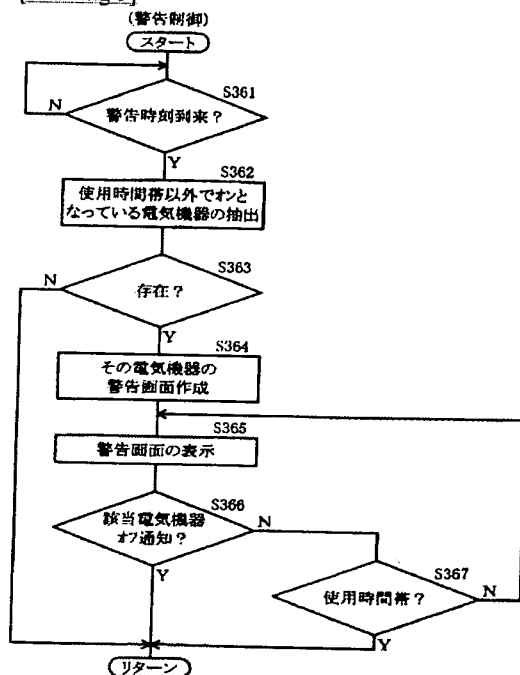 (警告制御)
スタート
S361
N
警告時刻到来?
Y
S362
使用時間帯以外でオンと
なっている電気機器の抽出
S363
N
存在?
Y
S364
その電気機器の
警告画面作成
S365
警告画面の表示
S366
該当電気機器
オフ通知?
N
Y
S367
使用時間帯?
N
Y
リターン